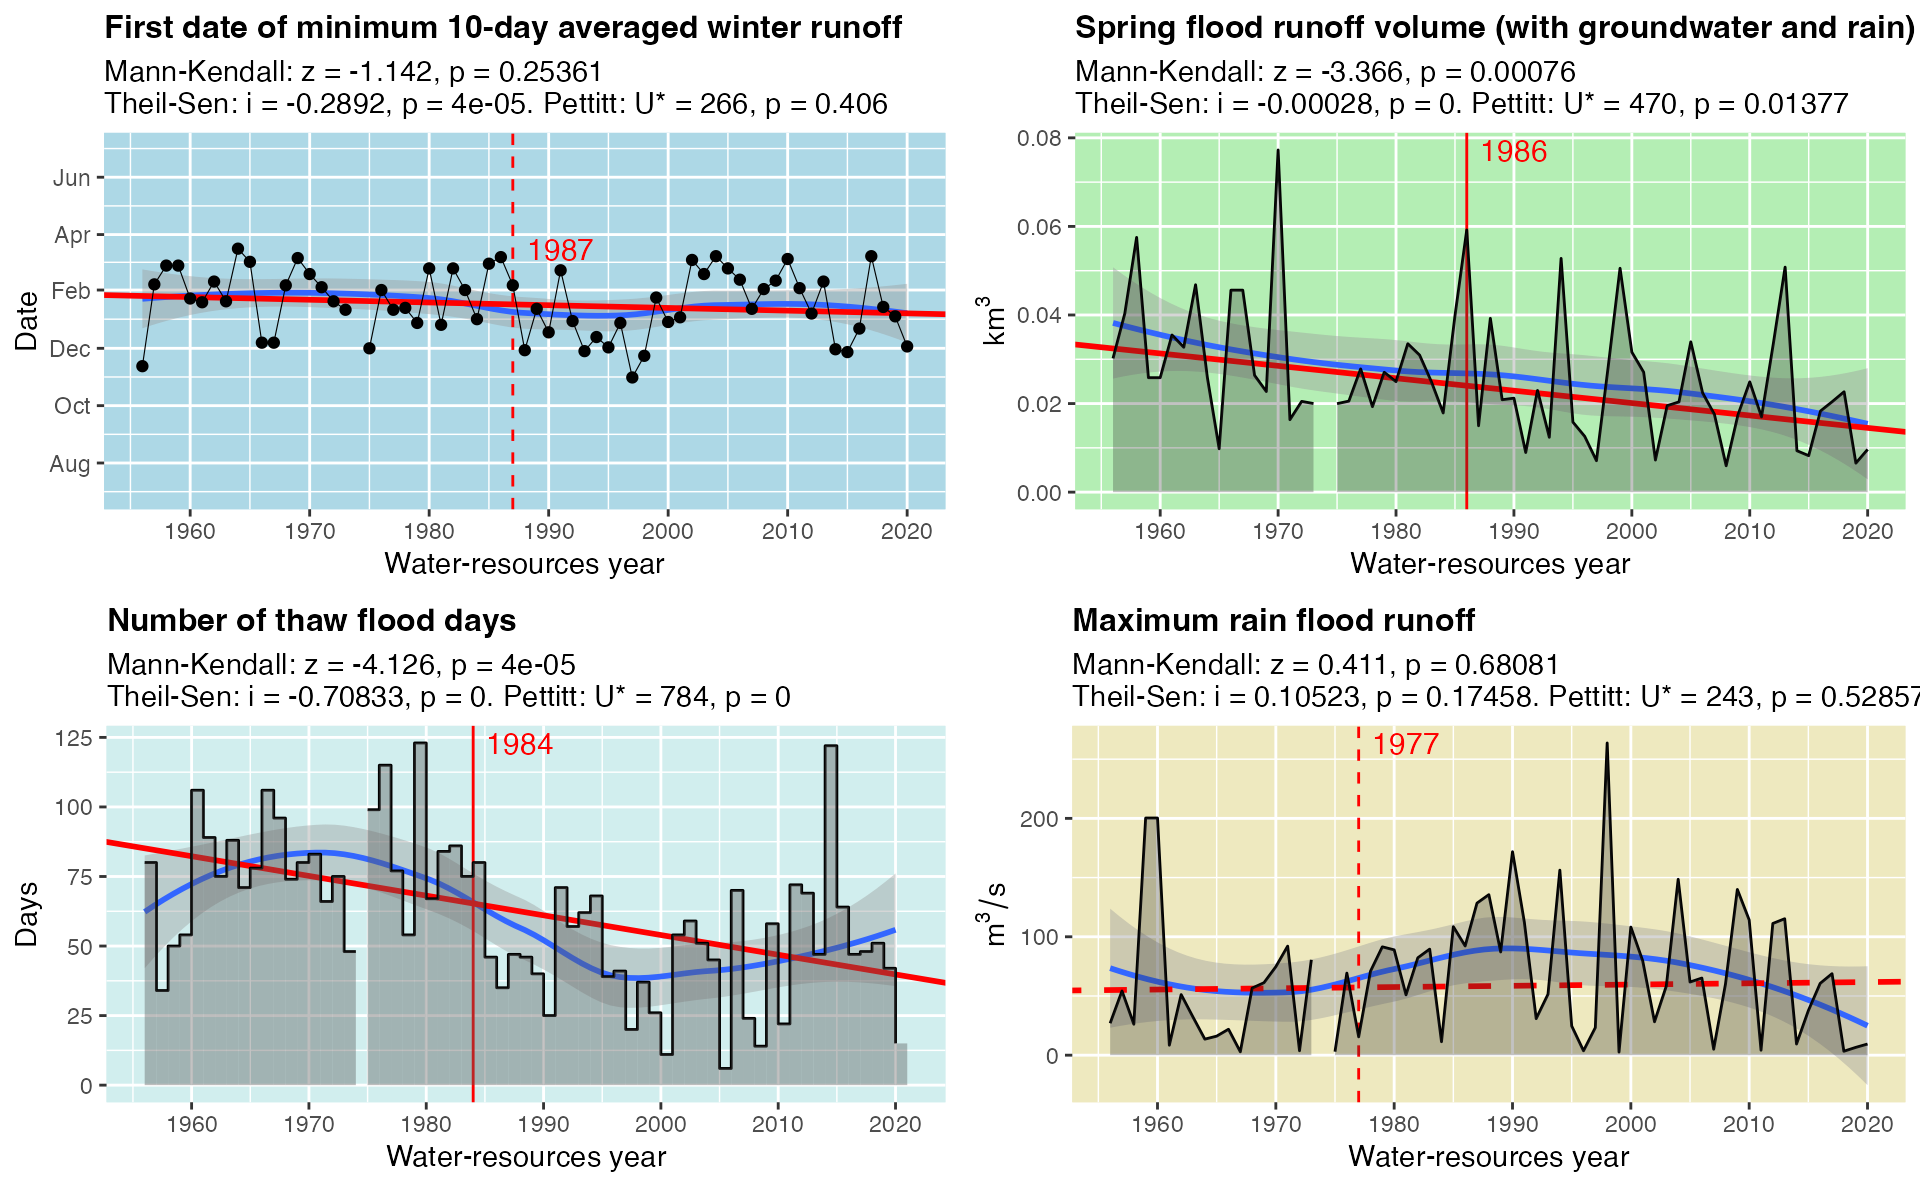 First date of minimum 10-day averaged winter runoff
Mann-Kendall: z = -1.142, p = 0.25361
Theil-Sen: i = -0.2892, p = 4e-05. Pettitt: U* = 266, p = 0.406
Jun
Apr
Feb
Dec
Oct
Aug
Date
1987
1960 1970 1980 1990 2000 2010 2020
Water-resources year
Spring flood runoff volume (with groundwater and rain)
Mann-Kendall: z = -3.366, p = 0.00076
Theil-Sen: i = -0.00028, p = 0. Pettitt: U* = 470, p = 0.01377
0.08
0.06
0.04
0.02
0.00
km³
1986
1960 1970 1980 1990 2000 2010 2020
Water-resources year
Number of thaw flood days
Mann-Kendall: z = -4.126, p = 4e-05
Theil-Sen: i = -0.70833, p = 0. Pettitt: U* = 784, p = 0
125
100
75
50
25
0
Days
1984
1960 1970 1980 1990 2000 2010 2020
Water-resources year
Maximum rain flood runoff
Mann-Kendall: z = 0.411, p = 0.68081
Theil-Sen: i = 0.10523, p = 0.17458. Pettitt: U* = 243, p = 0.52857
200
100
0
m³/s
1977
1960 1970 1980 1990 2000 2010 2020
Water-resources year